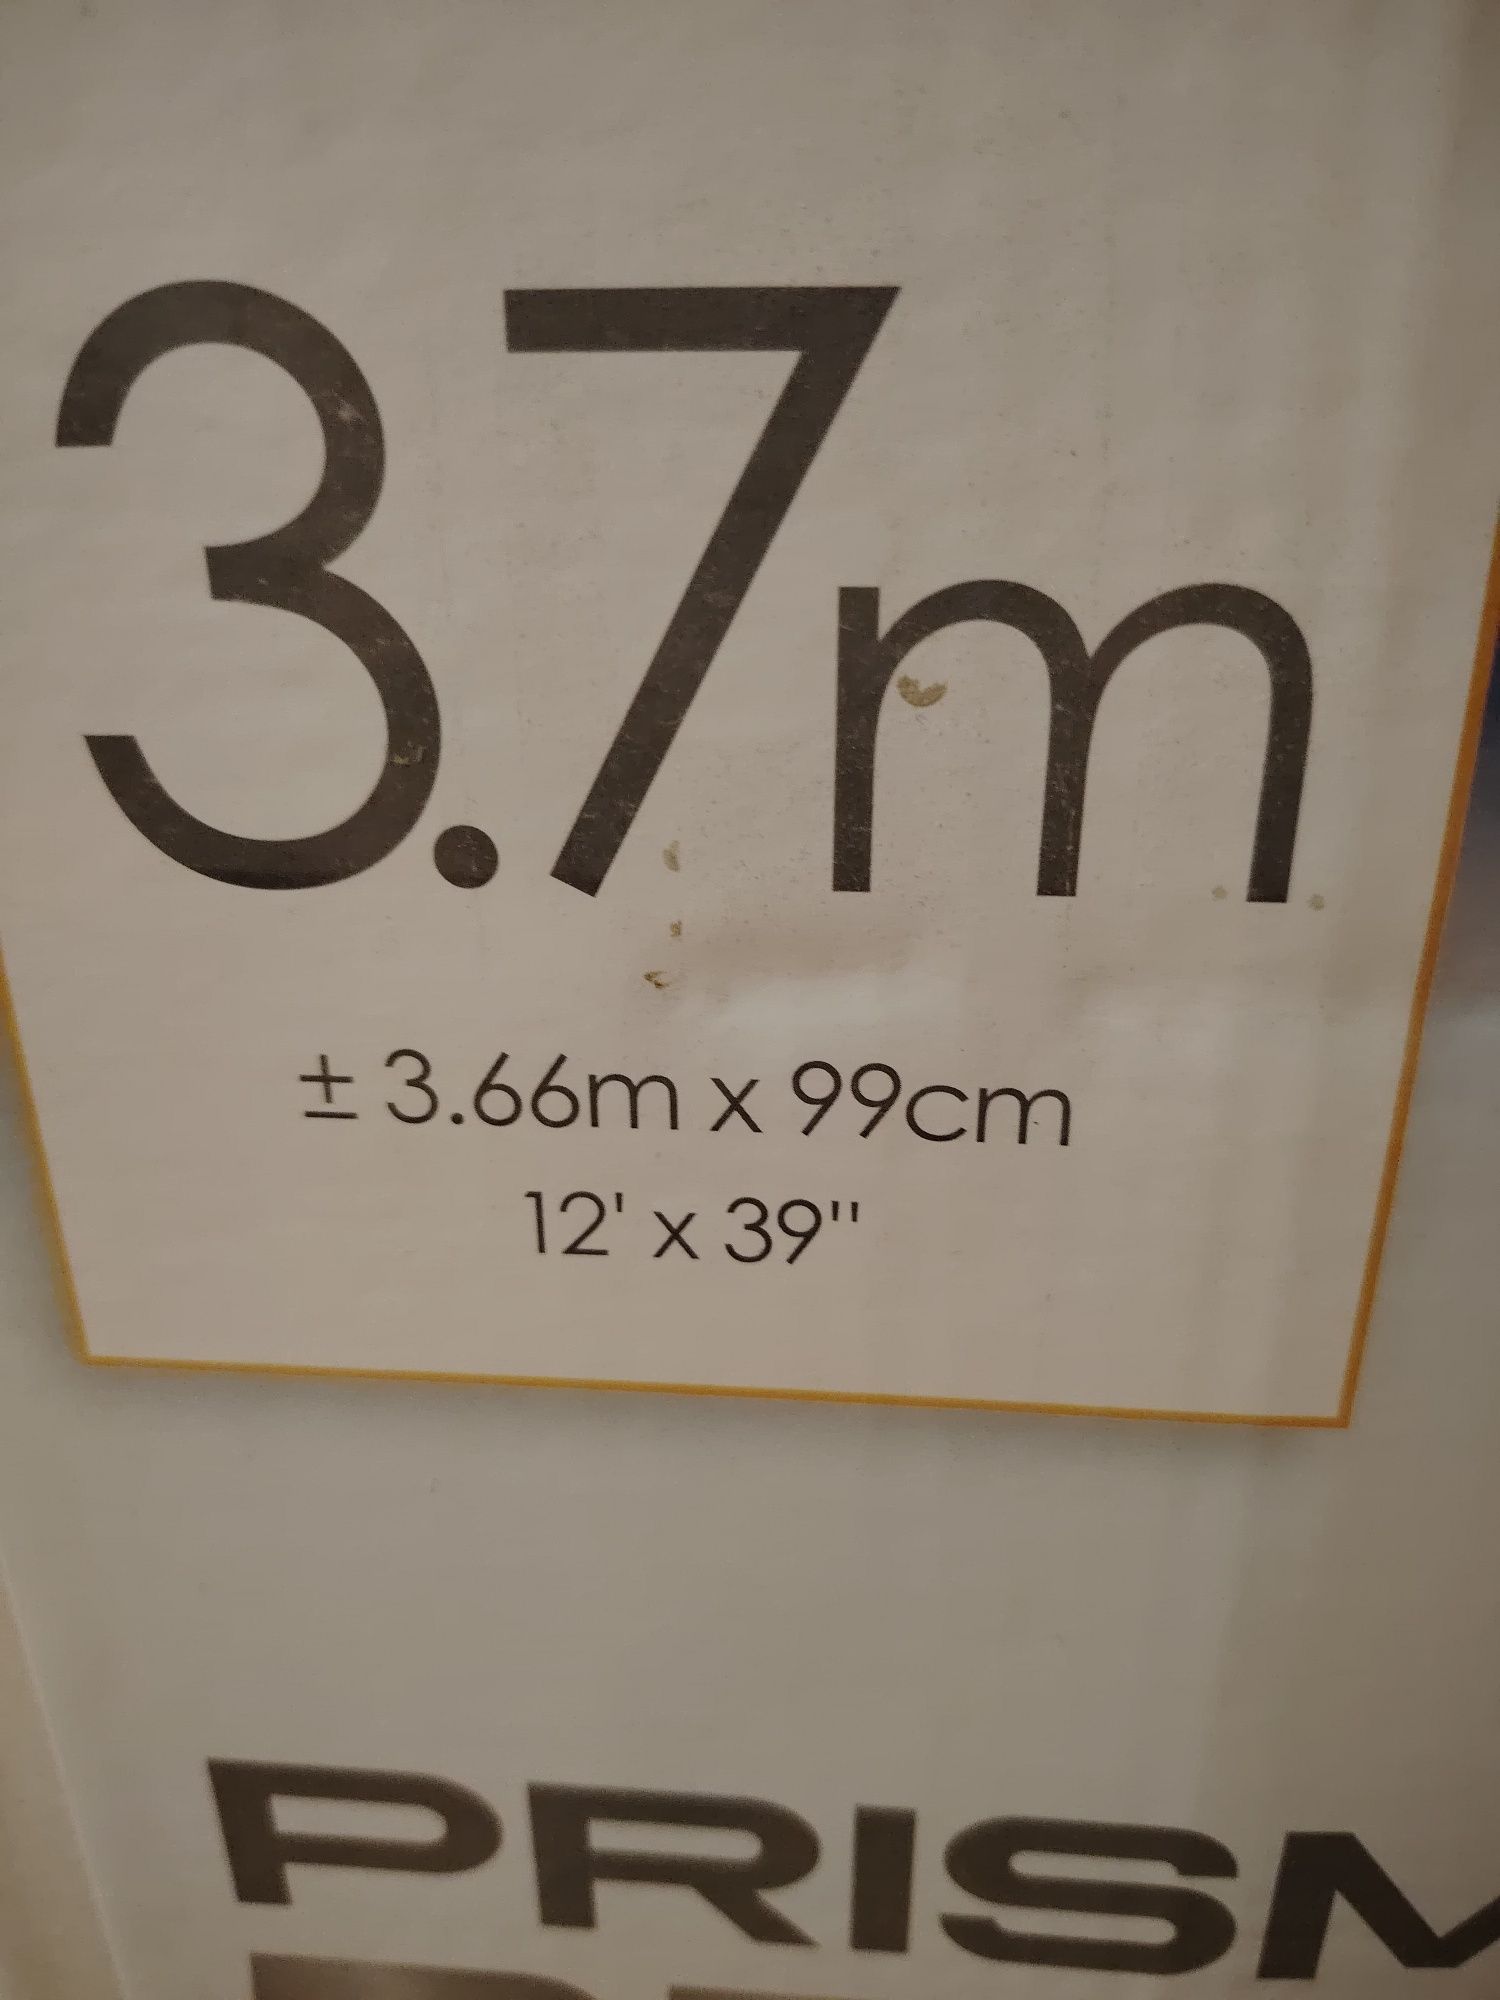 3.7m
± 3.66m x 99cm
12' x 39"
PRISM